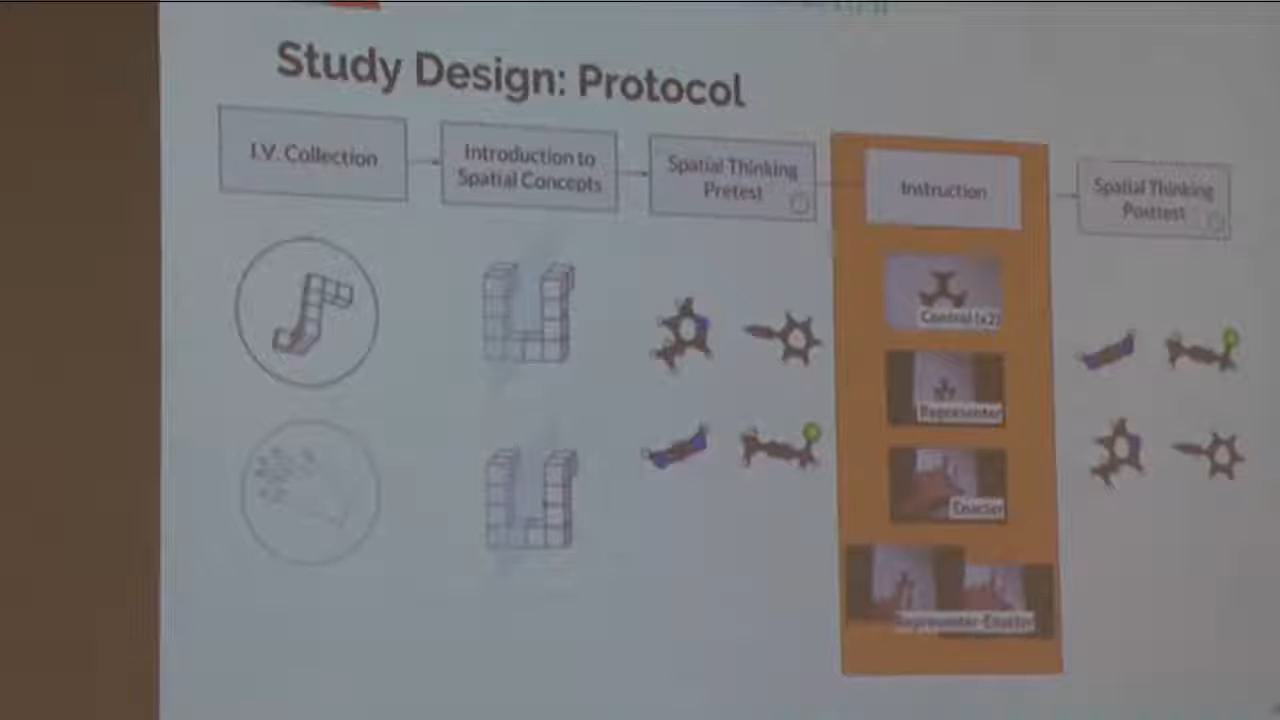 Study Design: Protocol
I.V. Collection
Introduction to
Spatial Concepts
Spatial Thinking
Pretest
Instruction
Spatial Thinking
Posttest
Control (x2)
Representer
Enacter
Representer-Enacter